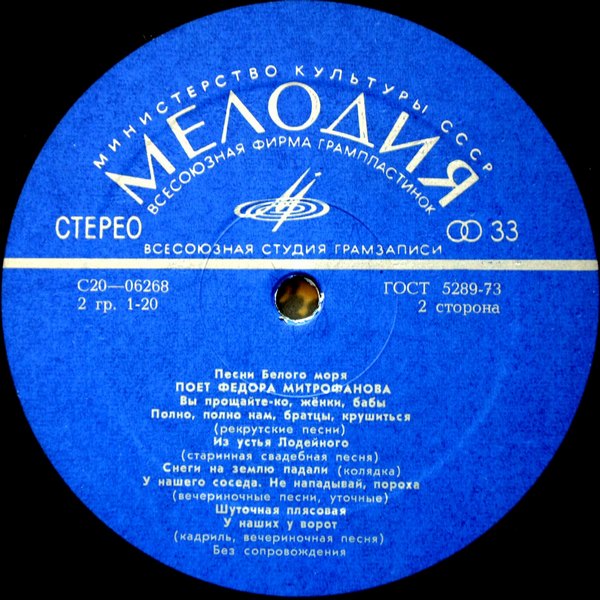 МИНИСТЕРСТВО КУЛЬТУРЫ СССР
МЕЛОДИЯ
ВСЕСОЮЗНАЯ ФИРМА ГРАМПЛАСТИНОК
СТЕРЕО
33
ВСЕСОЮЗНАЯ СТУДИЯ ГРАМЗАПИСИ
С20—06268
ГОСТ 5289-73
2 гр. 1-20
2 сторона
Песни Белого моря
ПОЕТ ФЕДОРА МИТРОФАНОВА
Вы прощайте-ко, жёнки, бабы
Полно, полно нам, братцы, крушиться
(рекрутские песни)
Из устья Лодейного
(старинная свадебная песня)
Снеги на землю падали (колядка)
У нашего соседа. Не нападывай, пороха
(вечериночные песни, уточные)
Шуточная плясовая
У наших у ворот
(кадриль, вечериночная песня)
Без сопровождения